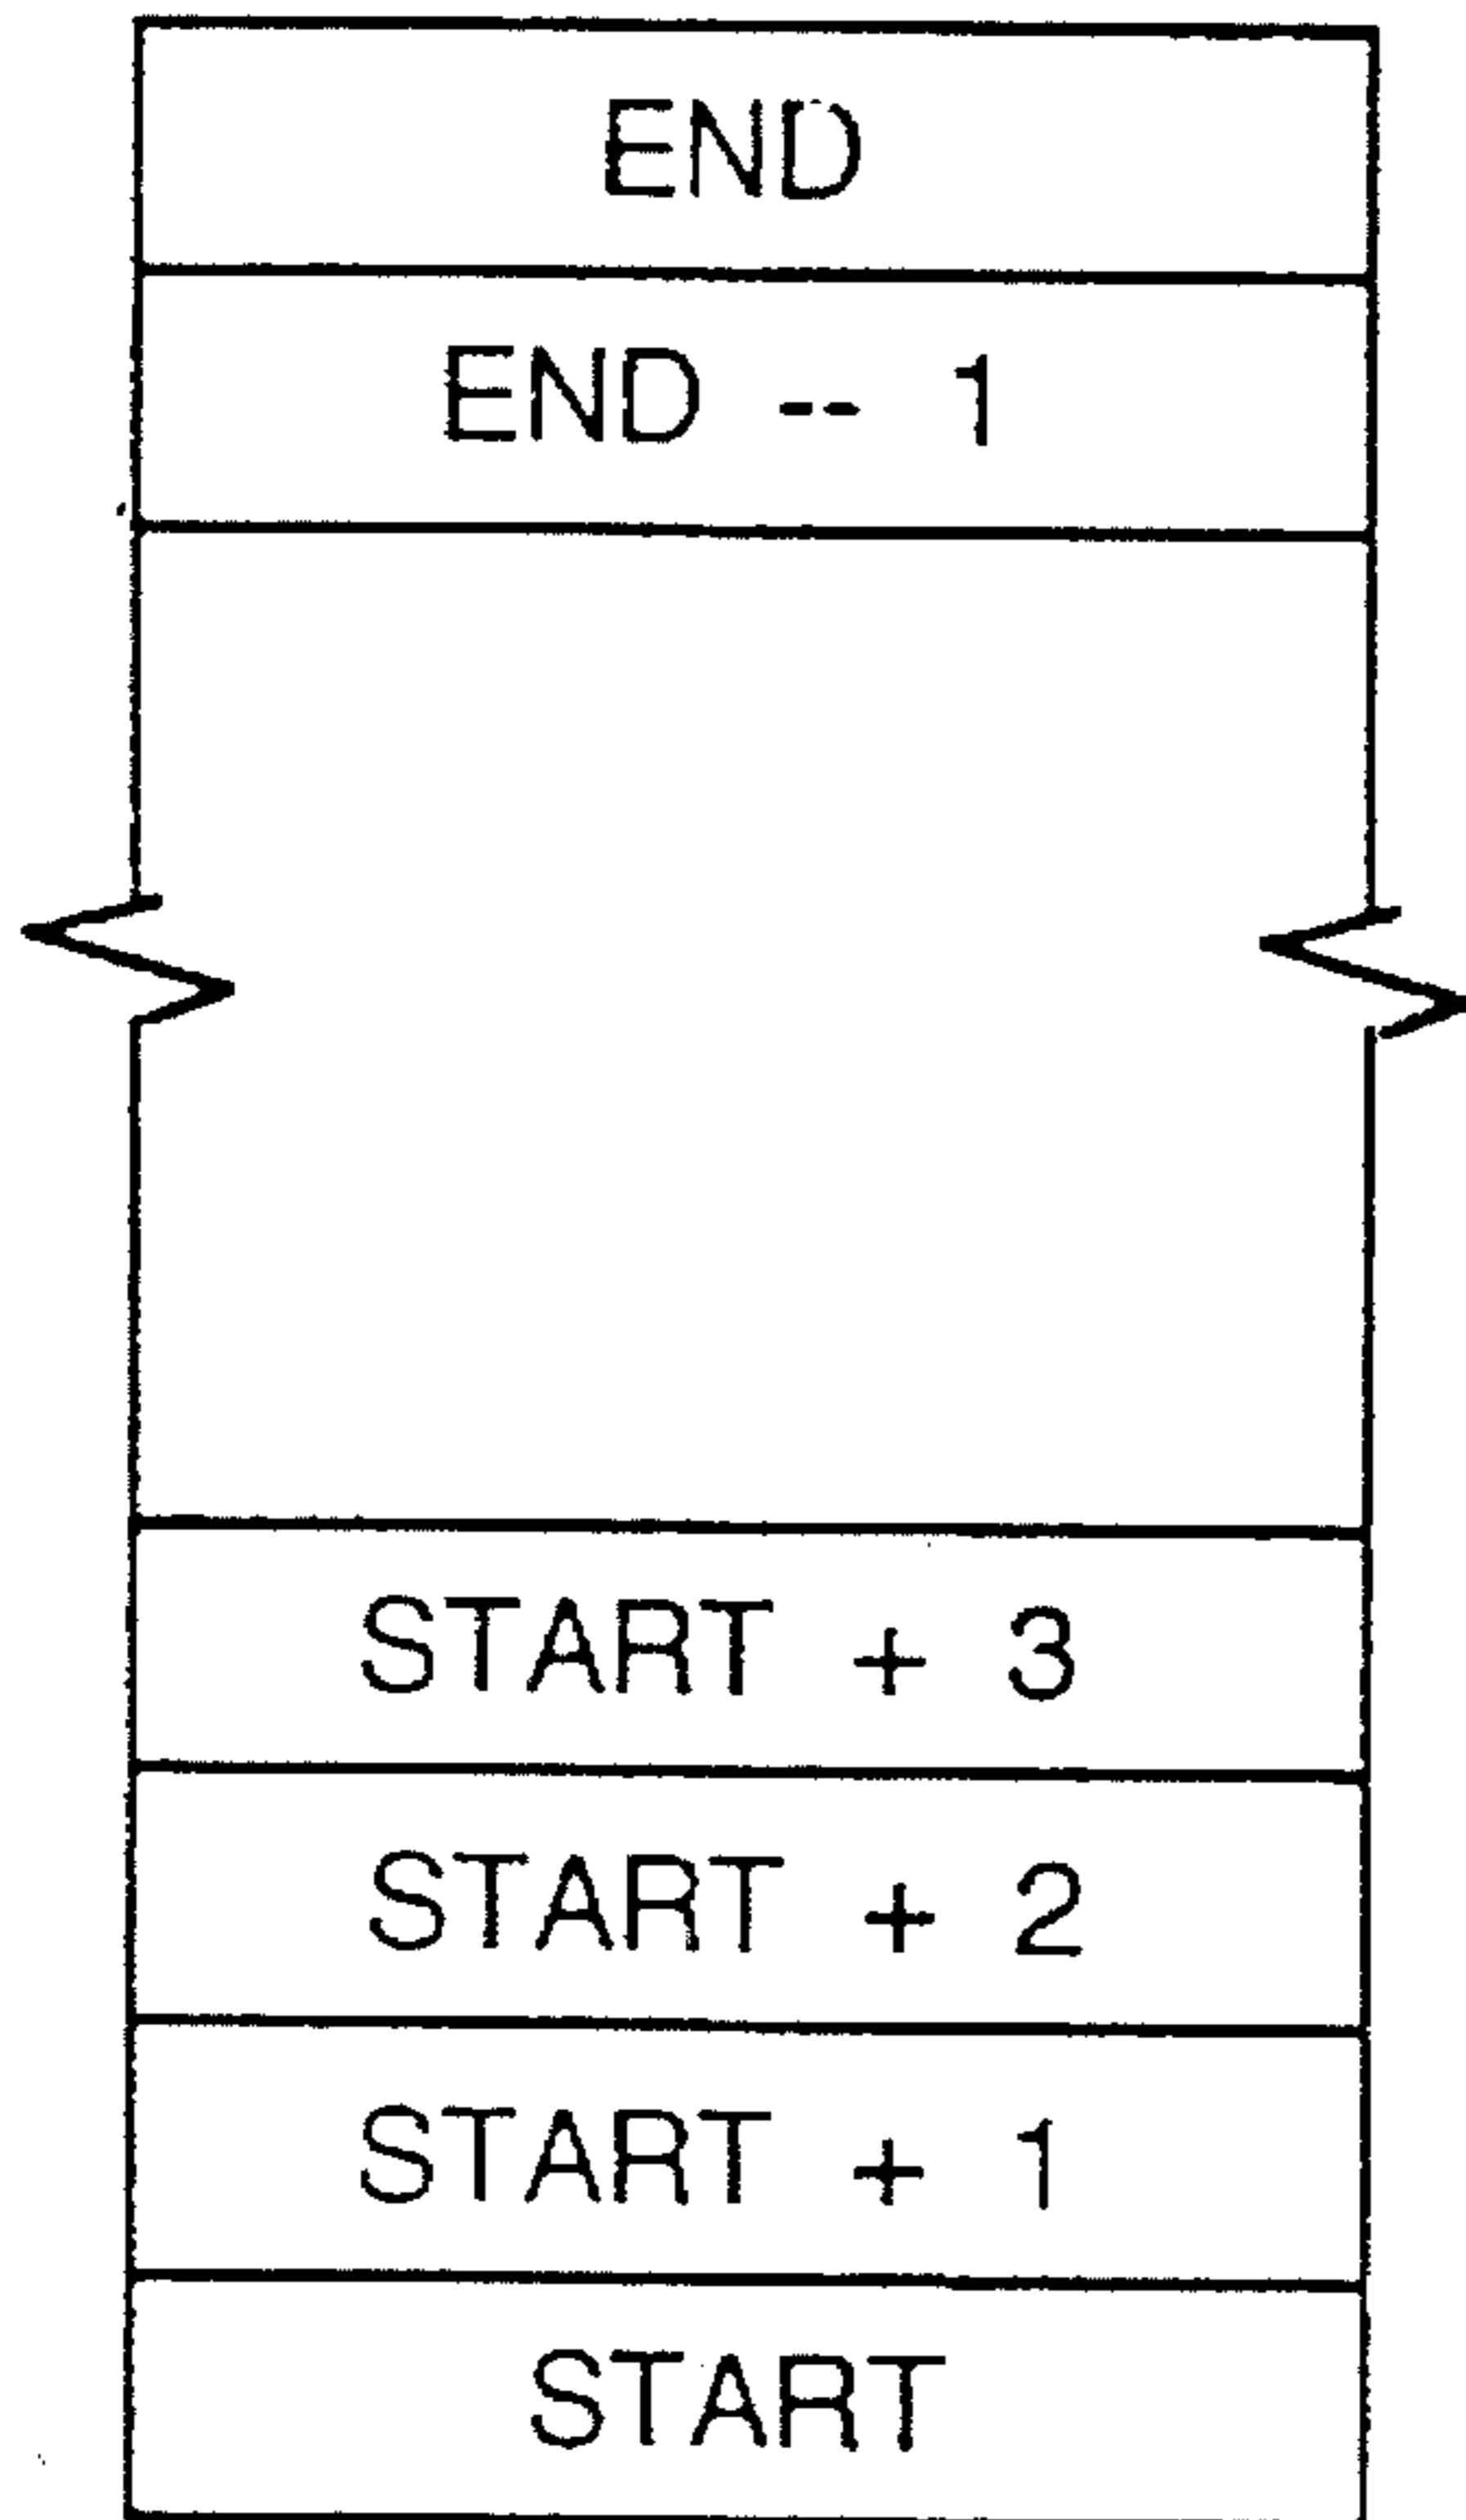 END
END -- 1
START + 3
START + 2
START + 1
START